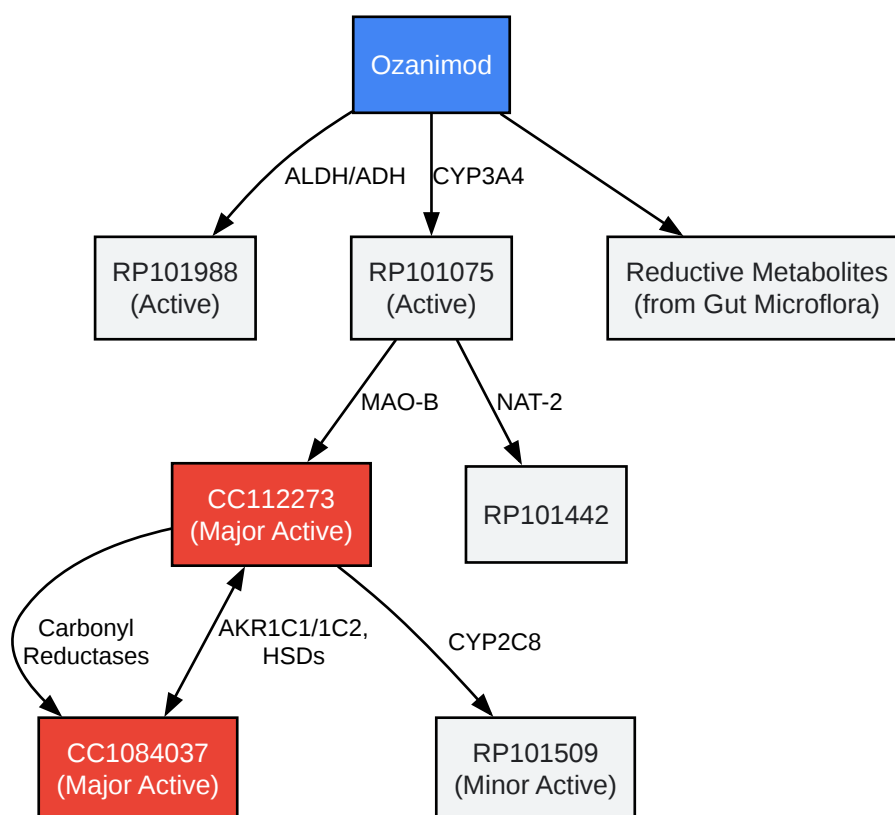 Ozanimod
ALDH/ADH
CYP3A4
RP101988
(Active)
RP101075
(Active)
Reductive Metabolites
(from Gut Microflora)
MAO-B
NAT-2
CC112273
(Major Active)
RP101442
Carbonyl
Reductases
AKR1C1/1C2,
HSDs
CYP2C8
CC1084037
(Major Active)
RP101509
(Minor Active)